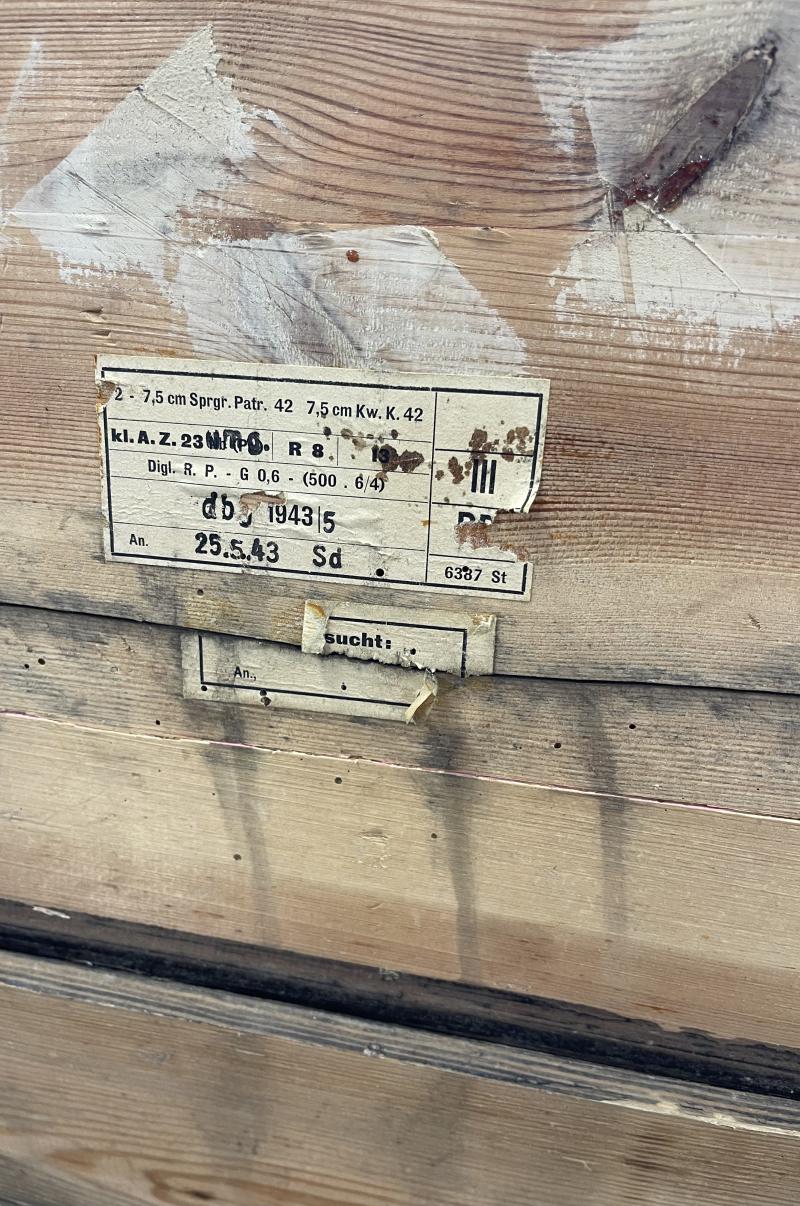 2 - 7,5 cm Sprgr. Patr. 42 7,5 cm Kw. K. 42
kl. A. Z. 23 R 8 13
III
Digl. R. P. - G 0,6 - (500 . 6/4)
1943/5
An. 25.5.43 Sd
6387 St
sucht:
An.,